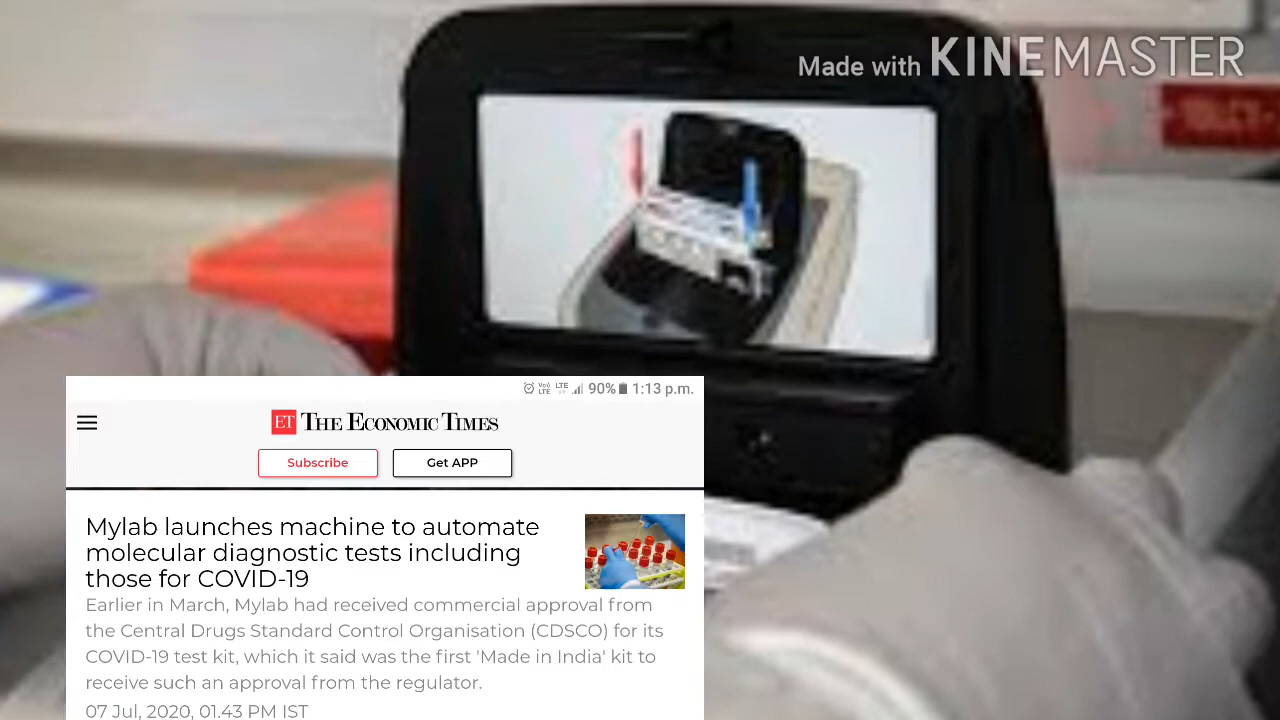 Made with KINEMASTER
90% 1:13 p.m.
ET THE ECONOMIC TIMES
Subscribe
Get APP
Mylab launches machine to automate
molecular diagnostic tests including
those for COVID-19
Earlier in March, Mylab had received commercial approval from
the Central Drugs Standard Control Organisation (CDSCO) for its
COVID-19 test kit, which it said was the first 'Made in India' kit to
receive such an approval from the regulator.
07 Jul, 2020, 01.43 PM IST